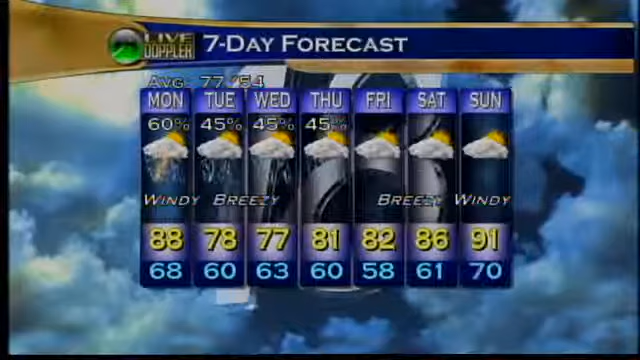 LIVE DOPPLER
7-DAY FORECAST
AVG: 77 / 54
MON TUE WED THU FRI SAT SUN
60% 45% 45% 45%
WINDY BREEZY BREEZY WINDY
88 78 77 81 82 86 91
68 60 63 60 58 61 70